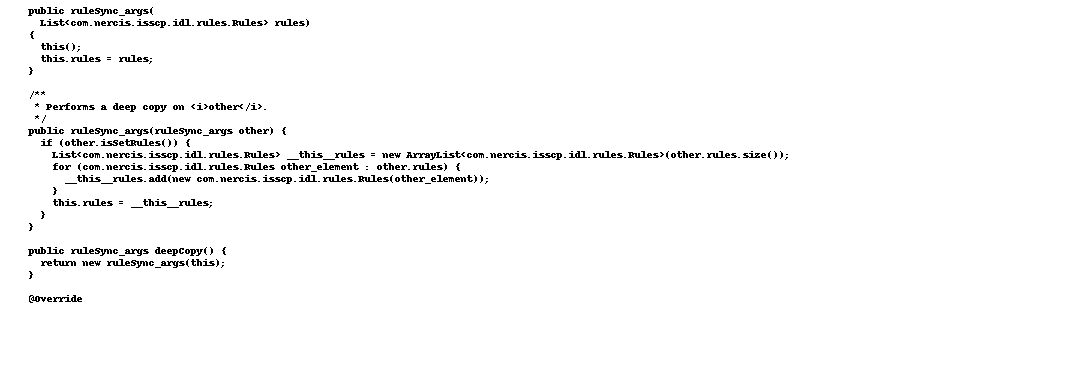 public ruleSync_args(
  List<com.nercis.isscp.idl.rules.Rules> rules)
{
  this();
  this.rules = rules;
}

/**
 * Performs a deep copy on <i>other</i>.
 */
public ruleSync_args(ruleSync_args other) {
  if (other.isSetRules()) {
    List<com.nercis.isscp.idl.rules.Rules> __this__rules = new ArrayList<com.nercis.isscp.idl.rules.Rules>(other.rules.size());
    for (com.nercis.isscp.idl.rules.Rules other_element : other.rules) {
      __this__rules.add(new com.nercis.isscp.idl.rules.Rules(other_element));
    }
    this.rules = __this__rules;
  }
}

public ruleSync_args deepCopy() {
  return new ruleSync_args(this);
}

@Override